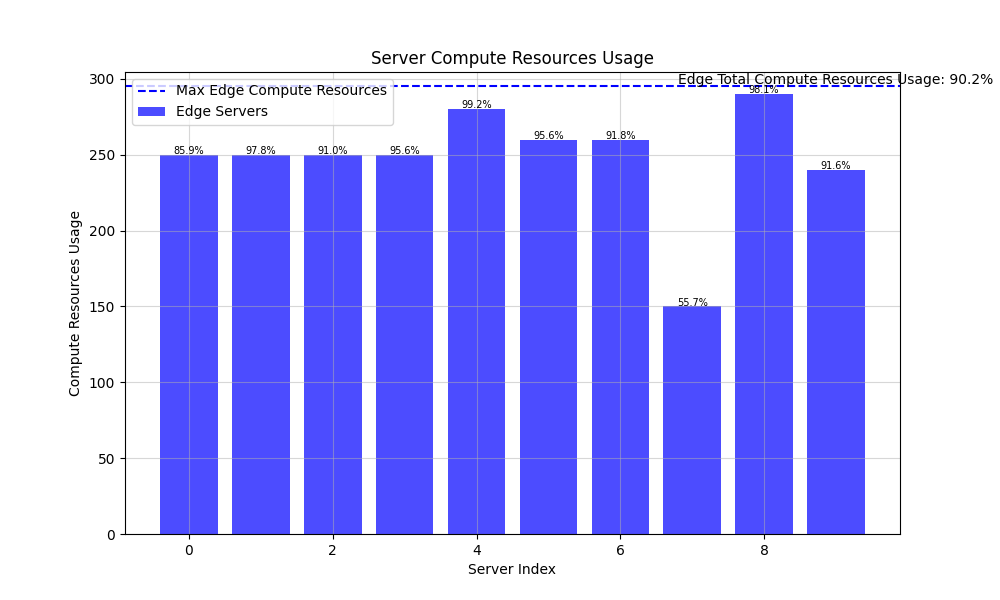 Server Compute Resources Usage
Edge Total Compute Resources Usage: 90.2%
Max Edge Compute Resources
Edge Servers
85.9%
97.8%
91.0%
95.6%
99.2%
95.6%
91.8%
55.7%
98.1%
91.6%
Compute Resources Usage
300
250
200
150
100
50
0
0 2 4 6 8
Server Index